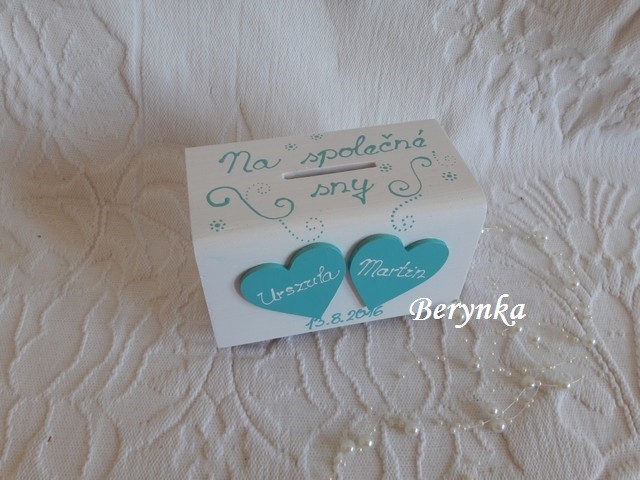 Na společné
sny
Urszula
Martin
13.8.2016
Berynka